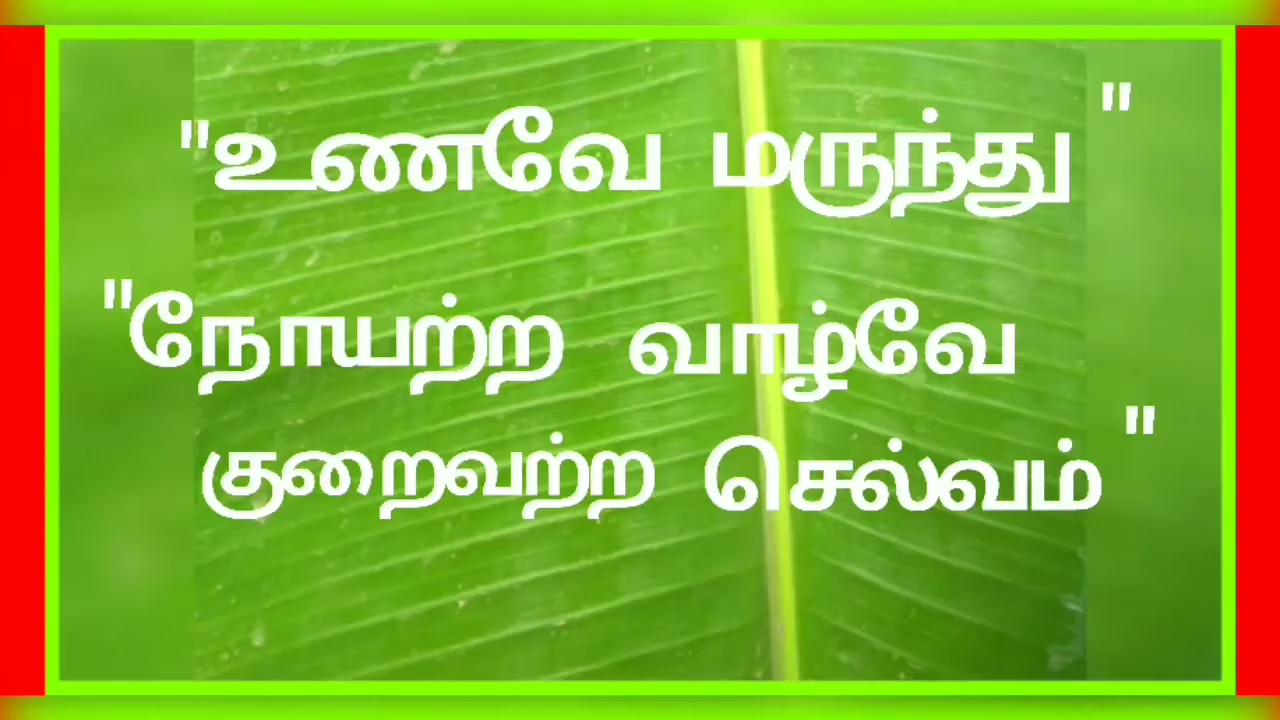 "உணவே மருந்து "
"நோயற்ற வாழ்வே
குறைவற்ற செல்வம் "